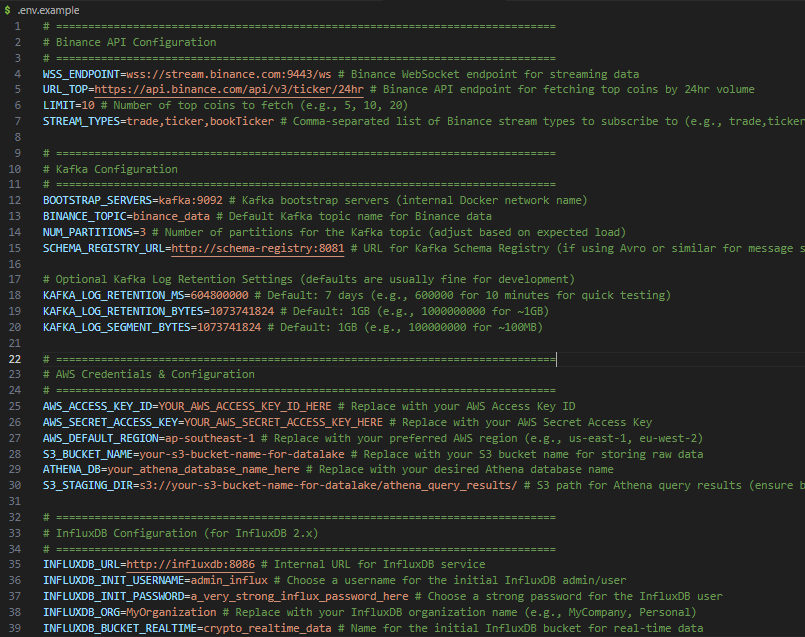 $ .env.example
1 # ==============================================================================
2 # Binance API Configuration
3 # ==============================================================================
4 WSS_ENDPOINT=wss://stream.binance.com:9443/ws # Binance WebSocket endpoint for streaming data
5 URL_TOP=https://api.binance.com/api/v3/ticker/24hr # Binance API endpoint for fetching top coins by 24hr volume
6 LIMIT=10 # Number of top coins to fetch (e.g., 5, 10, 20)
7 STREAM_TYPES=trade,ticker,bookTicker # Comma-separated list of Binance stream types to subscribe to (e.g., trade,ticker
8
9 # ==============================================================================
10 # Kafka Configuration
11 # ==============================================================================
12 BOOTSTRAP_SERVERS=kafka:9092 # Kafka bootstrap servers (internal Docker network name)
13 BINANCE_TOPIC=binance_data # Default Kafka topic name for Binance data
14 NUM_PARTITIONS=3 # Number of partitions for the Kafka topic (adjust based on expected load)
15 SCHEMA_REGISTRY_URL=http://schema-registry:8081 # URL for Kafka Schema Registry (if using Avro or similar for message s
16
17 # Optional Kafka Log Retention Settings (defaults are usually fine for development)
18 KAFKA_LOG_RETENTION_MS=604800000 # Default: 7 days (e.g., 600000 for 10 minutes for quick testing)
19 KAFKA_LOG_RETENTION_BYTES=1073741824 # Default: 1GB (e.g., 1000000000 for ~1GB)
20 KAFKA_LOG_SEGMENT_BYTES=1073741824 # Default: 1GB (e.g., 100000000 for ~100MB)
21
22 # ==============================================================================
23 # AWS Credentials & Configuration
24 # ==============================================================================
25 AWS_ACCESS_KEY_ID=YOUR_AWS_ACCESS_KEY_ID_HERE # Replace with your AWS Access Key ID
26 AWS_SECRET_ACCESS_KEY=YOUR_AWS_SECRET_ACCESS_KEY_HERE # Replace with your AWS Secret Access Key
27 AWS_DEFAULT_REGION=ap-southeast-1 # Replace with your preferred AWS region (e.g., us-east-1, eu-west-2)
28 S3_BUCKET_NAME=your-s3-bucket-name-for-datalake # Replace with your S3 bucket name for storing raw data
29 ATHENA_DB=your_athena_database_name_here # Replace with your desired Athena database name
30 S3_STAGING_DIR=s3://your-s3-bucket-name-for-datalake/athena_query_results/ # S3 path for Athena query results (ensure b
31
32 # ==============================================================================
33 # InfluxDB Configuration (for InfluxDB 2.x)
34 # ==============================================================================
35 INFLUXDB_URL=http://influxdb:8086 # Internal URL for InfluxDB service
36 INFLUXDB_INIT_USERNAME=admin_influx # Choose a username for the initial InfluxDB admin/user
37 INFLUXDB_INIT_PASSWORD=a_very_strong_influx_password_here # Choose a strong password for the InfluxDB user
38 INFLUXDB_ORG=MyOrganization # Replace with your InfluxDB organization name (e.g., MyCompany, Personal)
39 INFLUXDB_BUCKET_REALTIME=crypto_realtime_data # Name for the initial InfluxDB bucket for real-time data